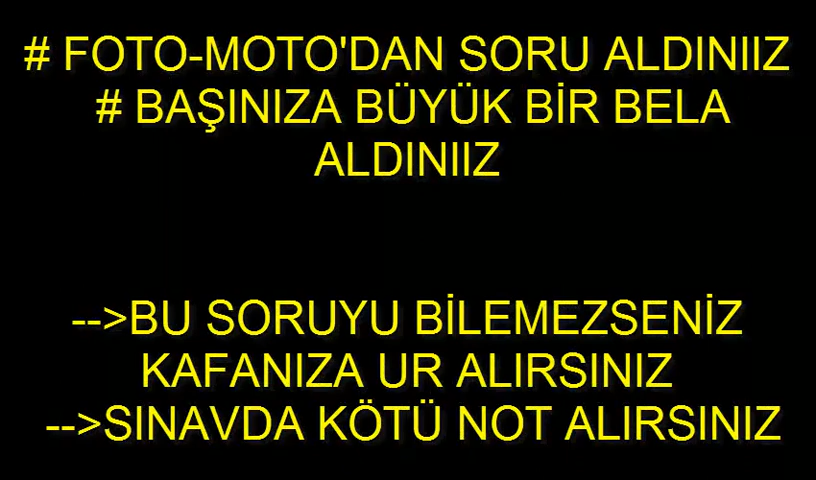 # FOTO-MOTO'DAN SORU ALDINIIZ
# BAŞINIZA BÜYÜK BİR BELA
ALDINIIZ
-->BU SORUYU BİLEMEZSENİZ
KAFANIZA UR ALIRSINIZ
-->SINAVDA KÖTÜ NOT ALIRSINIZ